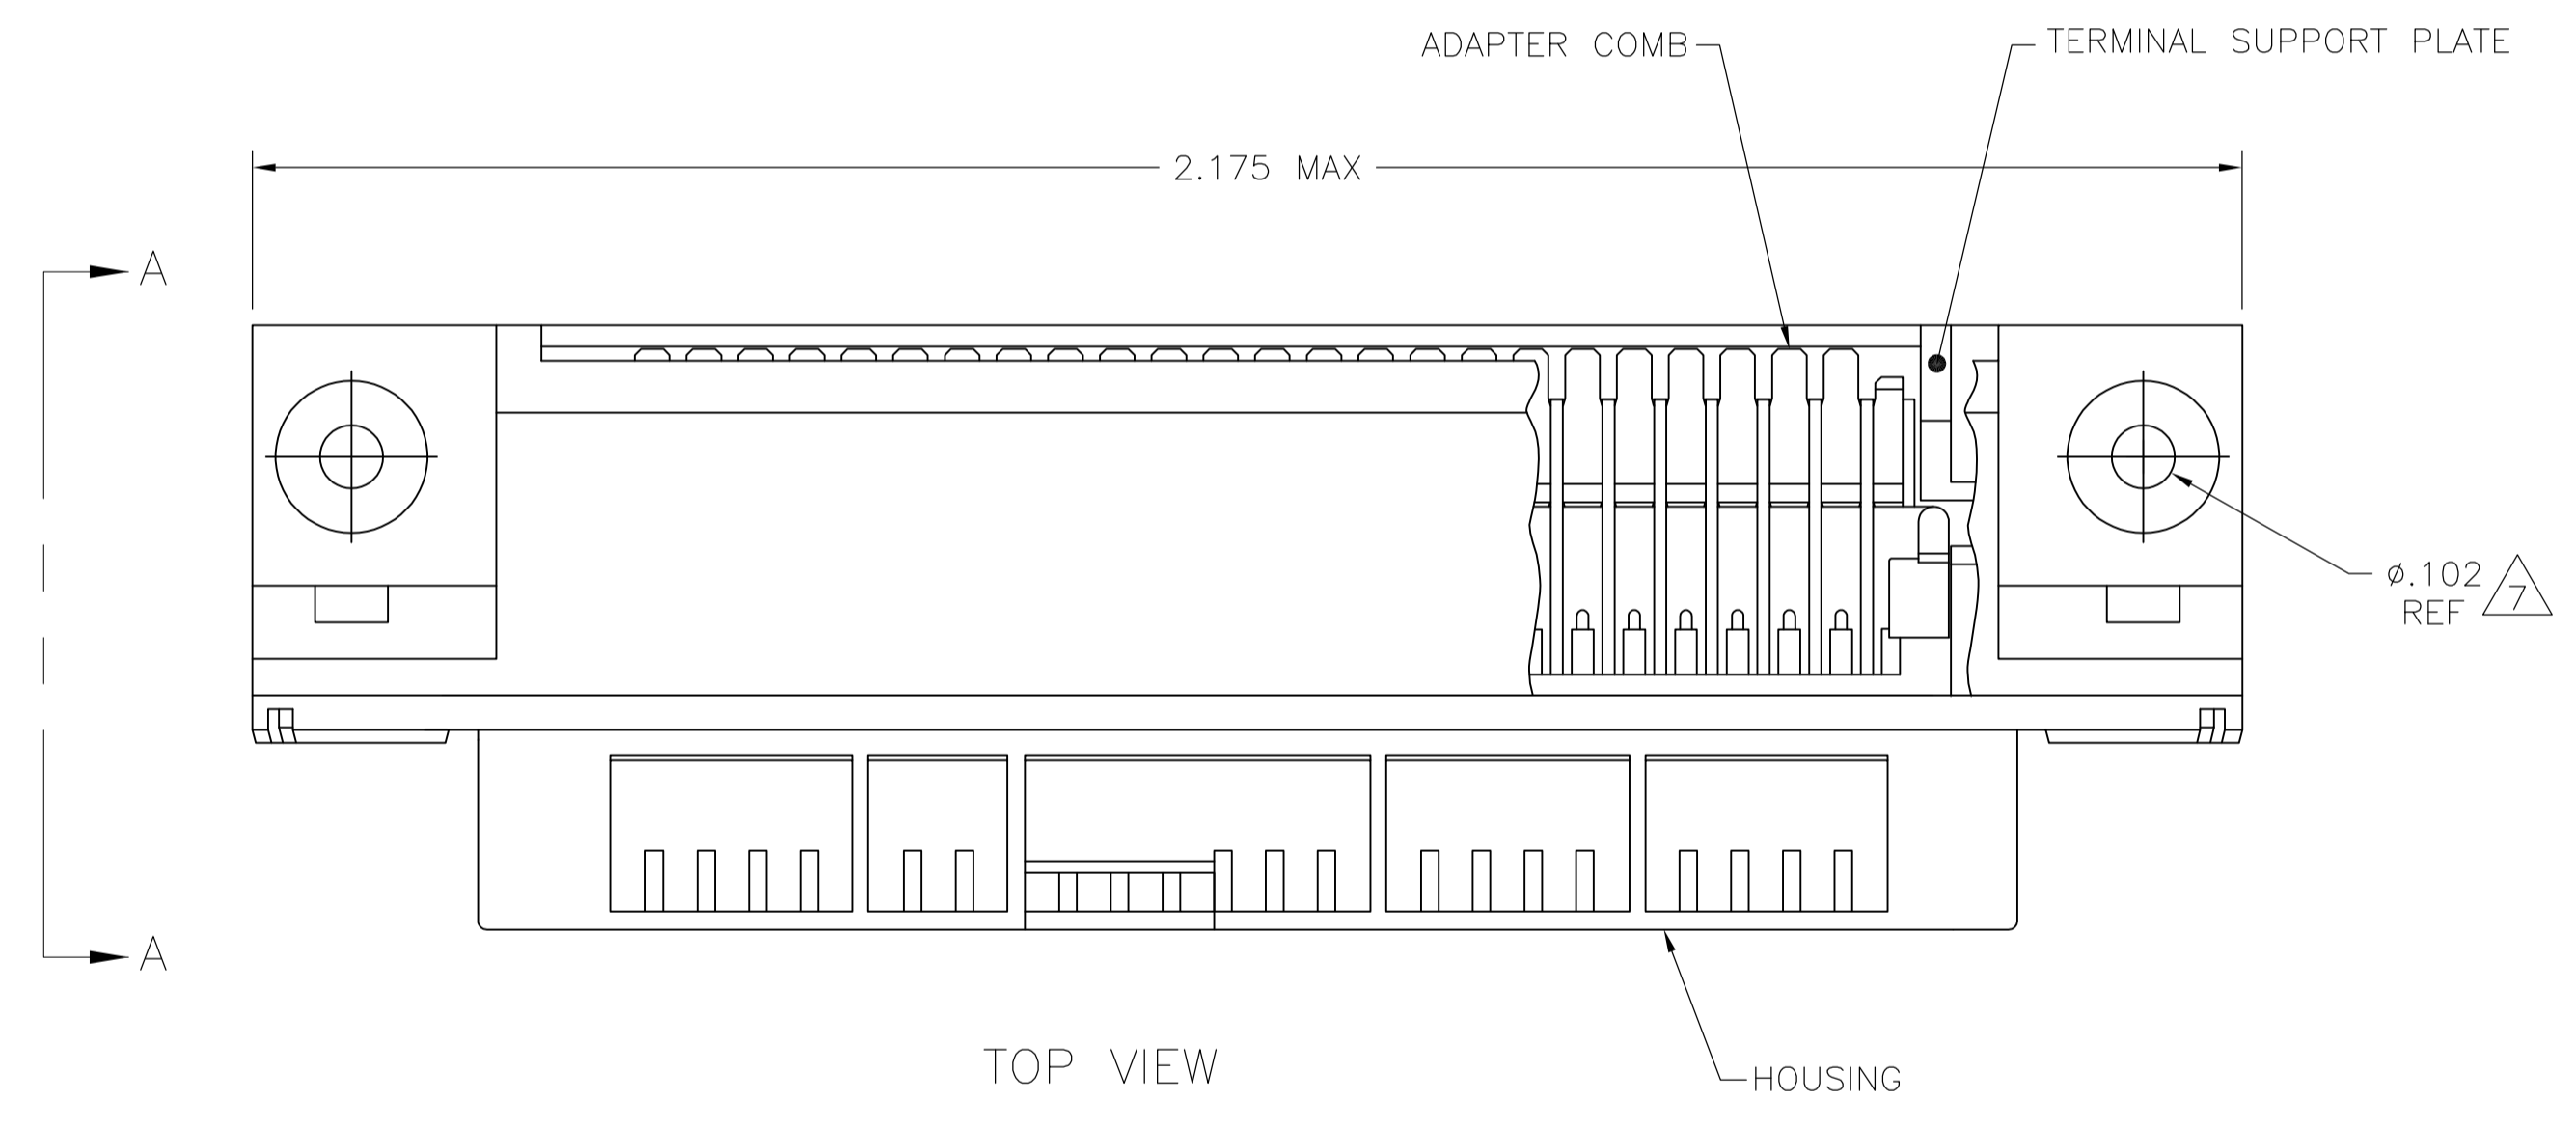 ADAPTER COMB
TERMINAL SUPPORT PLATE
2.175 MAX
A
ø.102
REF
7
A
TOP VIEW
HOUSING